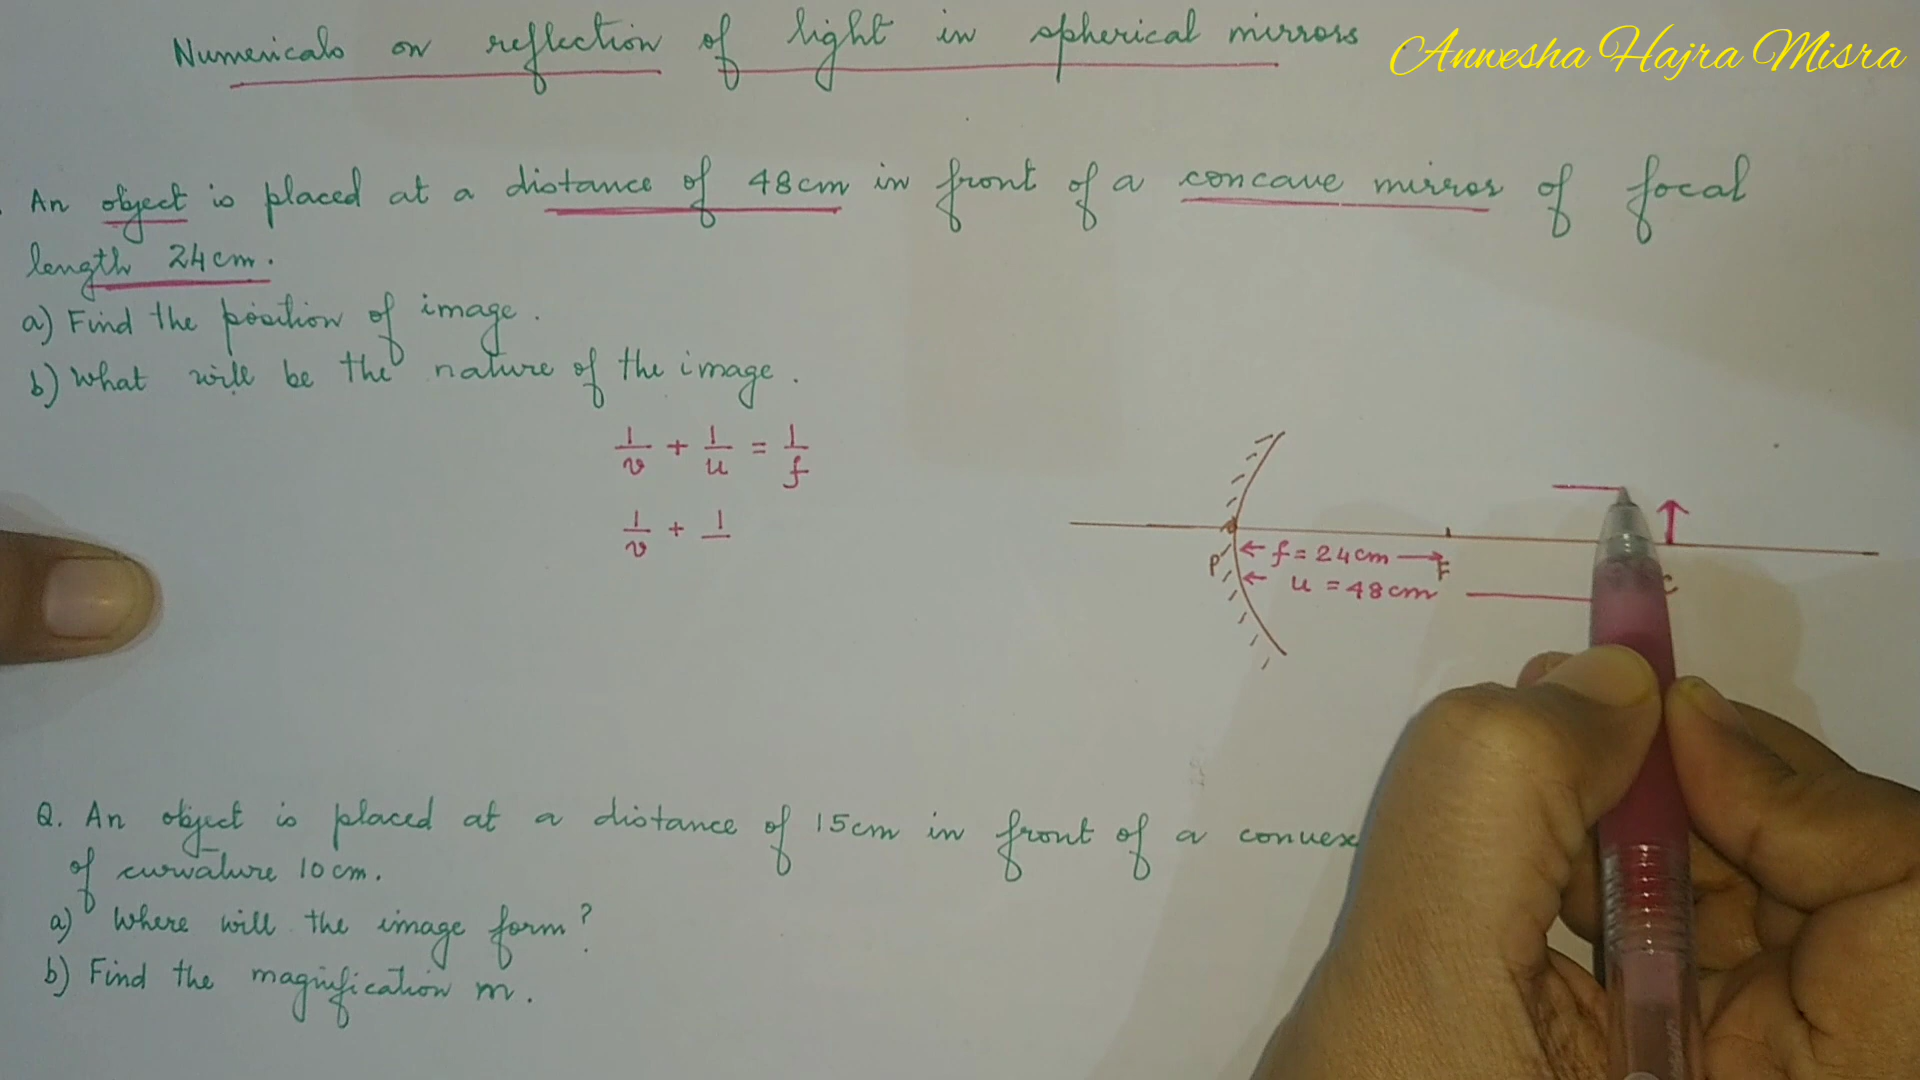 Numericals on reflection of light in spherical mirrors
Anwesha Hajra Misra
An object is placed at a distance of 48cm in front of a concave mirror of focal
length 24cm.
a) Find the position of image.
b) What will be the nature of the image.
1/v + 1/u = 1/f
1/v + 1
P
← f = 24cm → F
← u = 48cm
C
Q. An object is placed at a distance of 15cm in front of a convex
of curvature 10cm.
a) Where will the image form?
b) Find the magnification m.